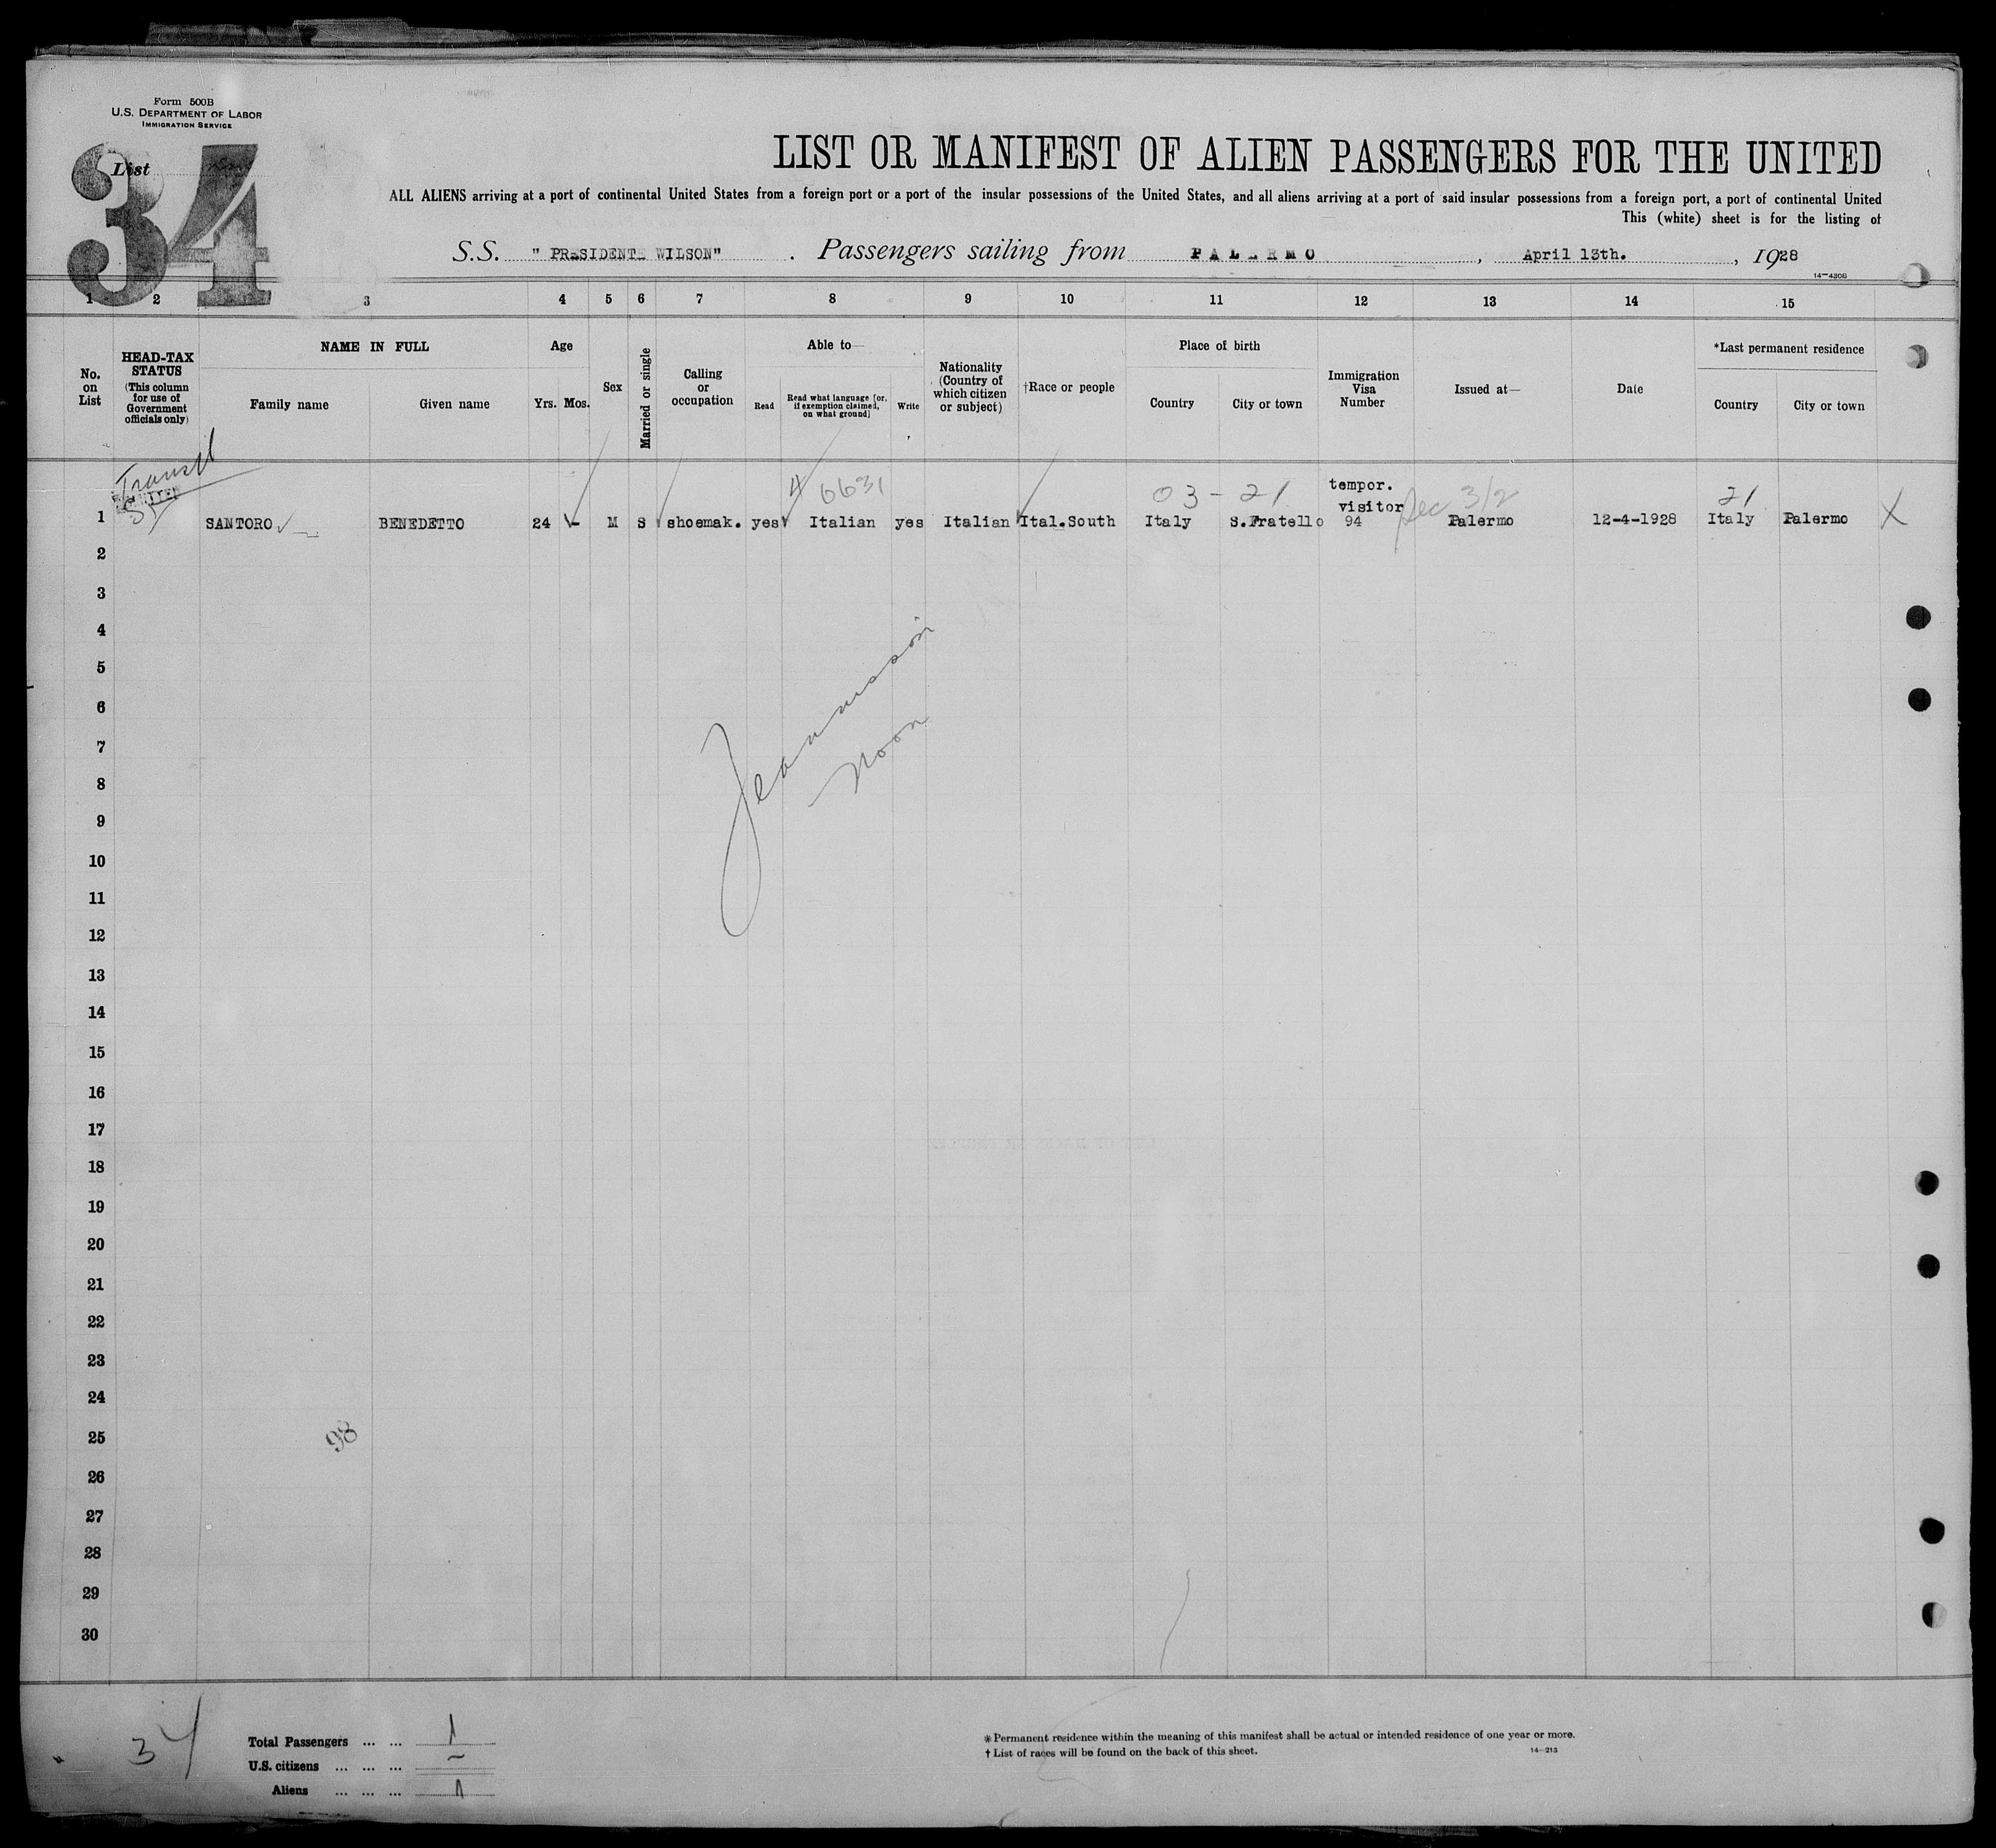 Form 500B
U.S. DEPARTMENT OF LABOR
IMMIGRATION SERVICE
List
34
LIST OR MANIFEST OF ALIEN PASSENGERS FOR THE UNITED
ALL ALIENS arriving at a port of continental United States from a foreign port or a port of the insular possessions of the United States, and all aliens arriving at a port of said insular possessions from a foreign port, a port of continental United
This (white) sheet is for the listing of
S.S. " PRESIDENTE WILSON" . Passengers sailing from PALERMO , April 13th. , 1928
14—4208
1 2 3 4 5 6 7 8 9 10 11 12 13 14 15
No. on List
HEAD-TAX STATUS
(This column for use of Government officials only)
NAME IN FULL
Family name Given name
Age
Yrs. Mos.
Sex
Married or single
Calling or occupation
Able to—
Read
Read what language [or, if exemption claimed, on what ground]
Write
Nationality (Country of which citizen or subject)
†Race or people
Place of birth
Country City or town
Immigration Visa Number
Issued at—
Date
*Last permanent residence
Country City or town
Transit
4 6631 03 - 21 tempor. 3/2 21
visitor
1 SANTORO BENEDETTO 24 - M S shoemak. yes Italian yes Italian Ital.South Italy S.Fratello 94 Palermo 12-4-1928 Italy Palermo X
2
3
4
5
6
7
8
9
10
11
12
13
14
15
16
17
18
19
20
21
22
23
24
25
26
27
28
29
30
Noon
98
34
Total Passengers ... ... 1
U.S. citizens ... ... ... —
Aliens ... ... ... 1
* Permanent residence within the meaning of this manifest shall be actual or intended residence of one year or more.
† List of races will be found on the back of this sheet.
14—213